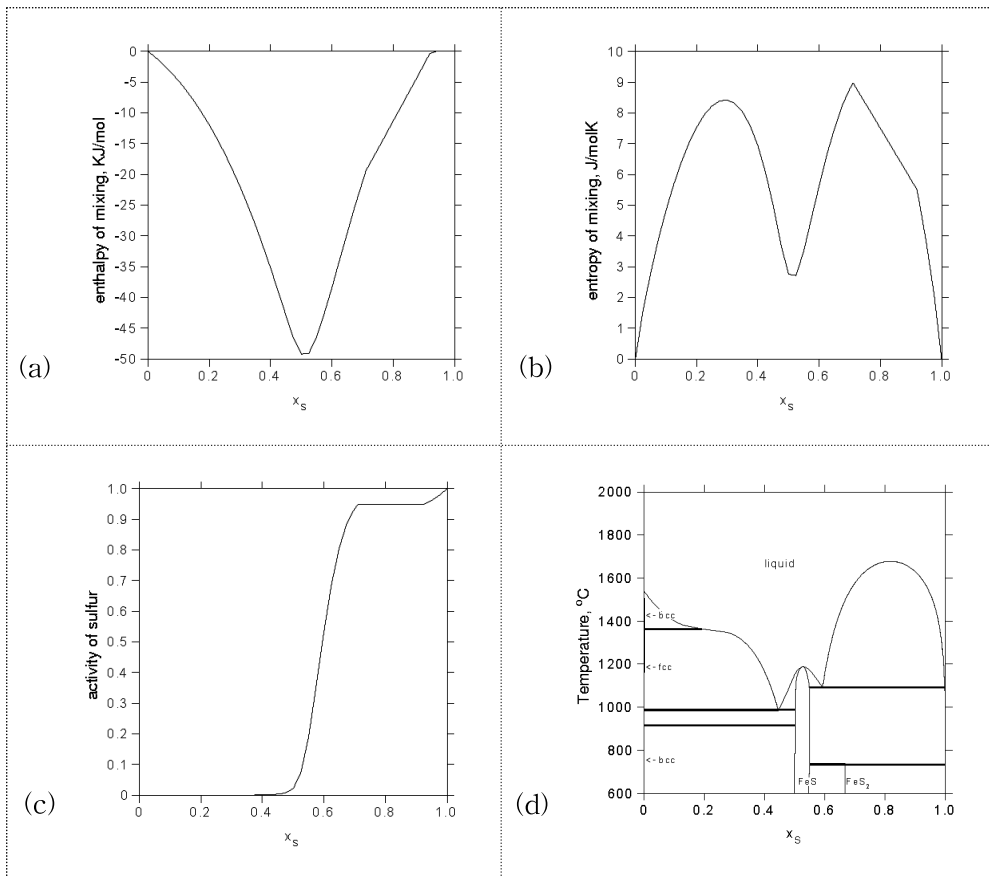 0
-5
-10
-15
-20
-25
-30
-35
-40
-45
-50
enthalpy of mixing, KJ/mol
0 0.2 0.4 0.6 0.8 1.0
x_S
(a)
10
9
8
7
6
5
4
3
2
1
0
entropy of mixing, J/molK
0 0.2 0.4 0.6 0.8 1.0
x_S
(b)
1.0
0.9
0.8
0.7
0.6
0.5
0.4
0.3
0.2
0.1
0
activity of sulfur
0 0.2 0.4 0.6 0.8 1.0
x_S
(c)
2000
1800
1600
1400
1200
1000
800
600
Temperature, °C
liquid
<-bcc
<-fcc
<-bcc
FeS
FeS₂
0 0.2 0.4 0.6 0.8 1.0
x_S
(d)